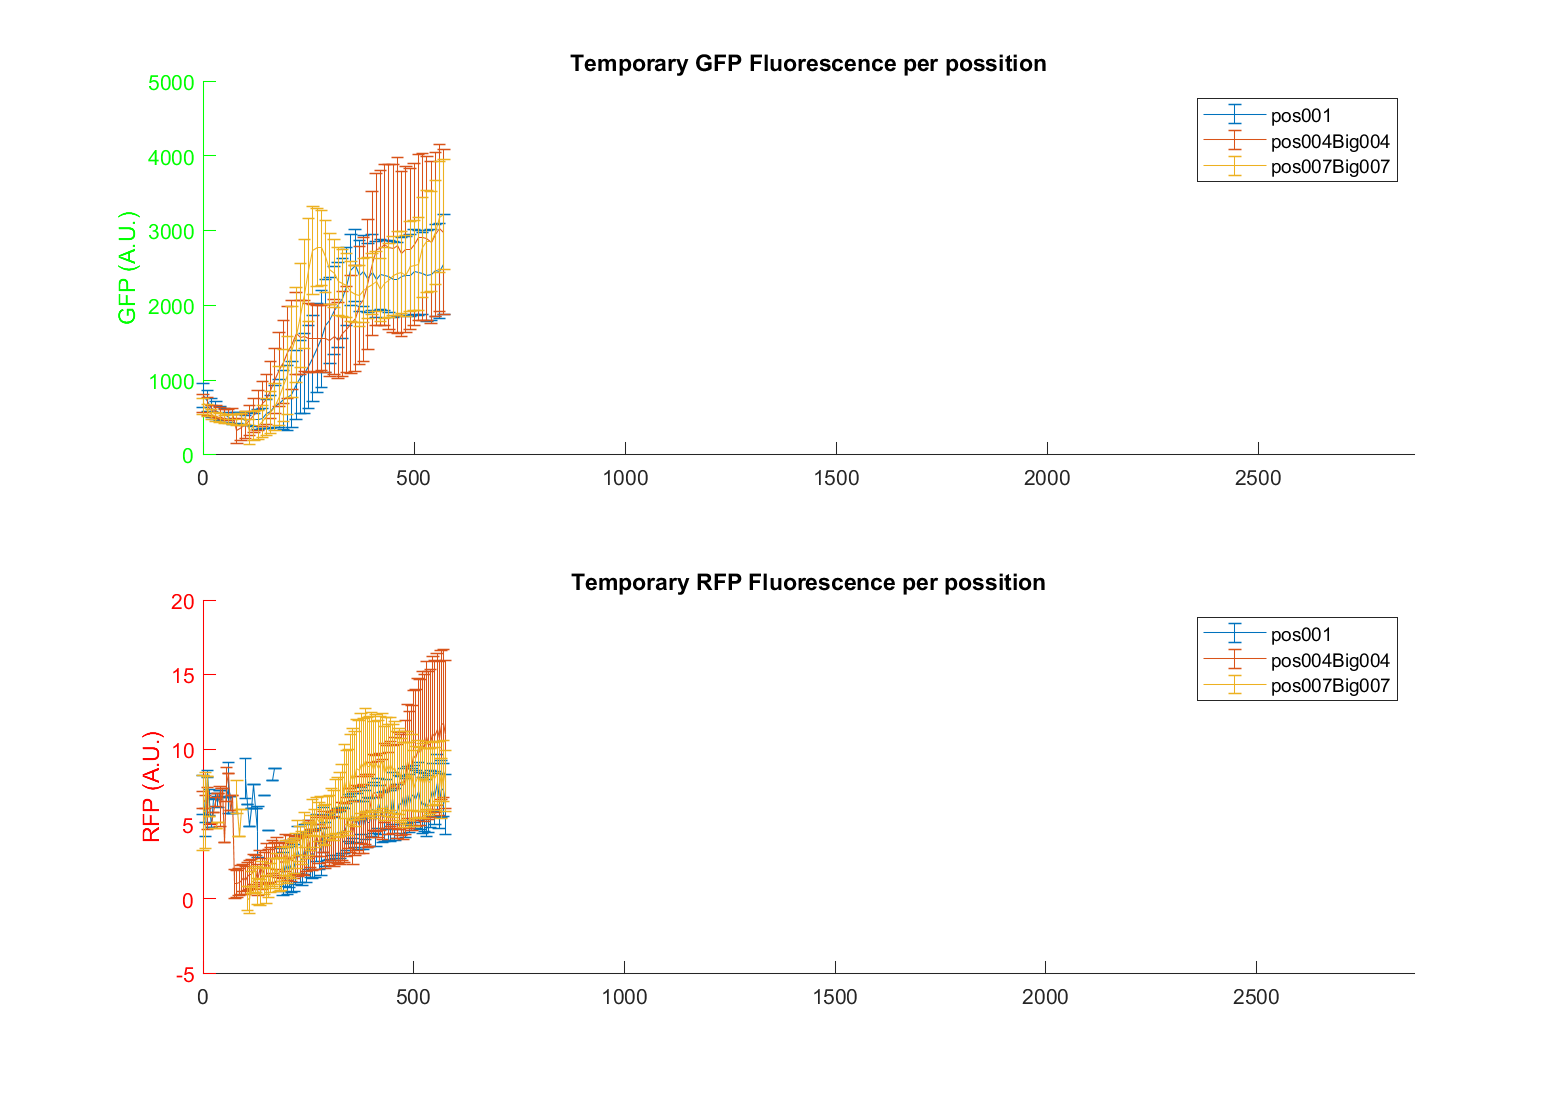 Temporary GFP Fluorescence per possition
GFP (A.U.)
5000
4000
3000
2000
1000
0
0 500 1000 1500 2000 2500
pos001
pos004Big004
pos007Big007
Temporary RFP Fluorescence per possition
RFP (A.U.)
20
15
10
5
0
-5
0 500 1000 1500 2000 2500
pos001
pos004Big004
pos007Big007